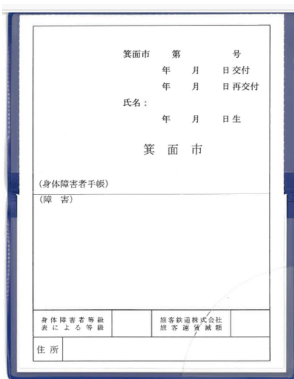 箕面市 第 号
年 月 日交付
年 月 日再交付
氏名：
年 月 日生
箕 面 市
(身体障害者手帳)
(障 害)
身体障害者等級
表による等級
旅客鉄道株式会社
旅客運賃減額
住所